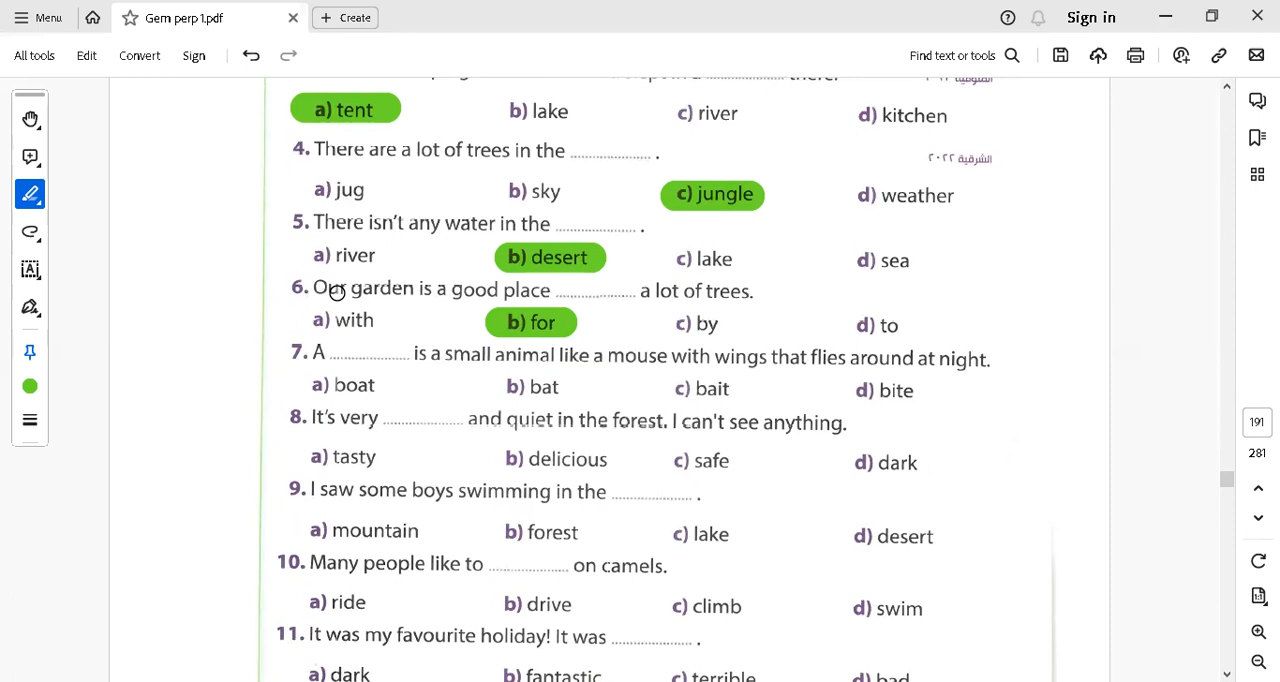 Menu
Gem perp 1.pdf
Create
Sign in
All tools Edit Convert Sign
Find text or tools
a) tent b) lake c) river d) kitchen
4. There are a lot of trees in the .................... .
الشرقية ٢٠٢٢
a) jug b) sky c) jungle d) weather
5. There isn't any water in the .................... .
a) river b) desert c) lake d) sea
6. Our garden is a good place .................... a lot of trees.
a) with b) for c) by d) to
7. A .................... is a small animal like a mouse with wings that flies around at night.
a) boat b) bat c) bait d) bite
8. It's very .................... and quiet in the forest. I can't see anything.
a) tasty b) delicious c) safe d) dark
9. I saw some boys swimming in the .................... .
a) mountain b) forest c) lake d) desert
10. Many people like to .................... on camels.
a) ride b) drive c) climb d) swim
11. It was my favourite holiday! It was .................... .
a) dark b) fantastic c) terrible d) bad
191
281